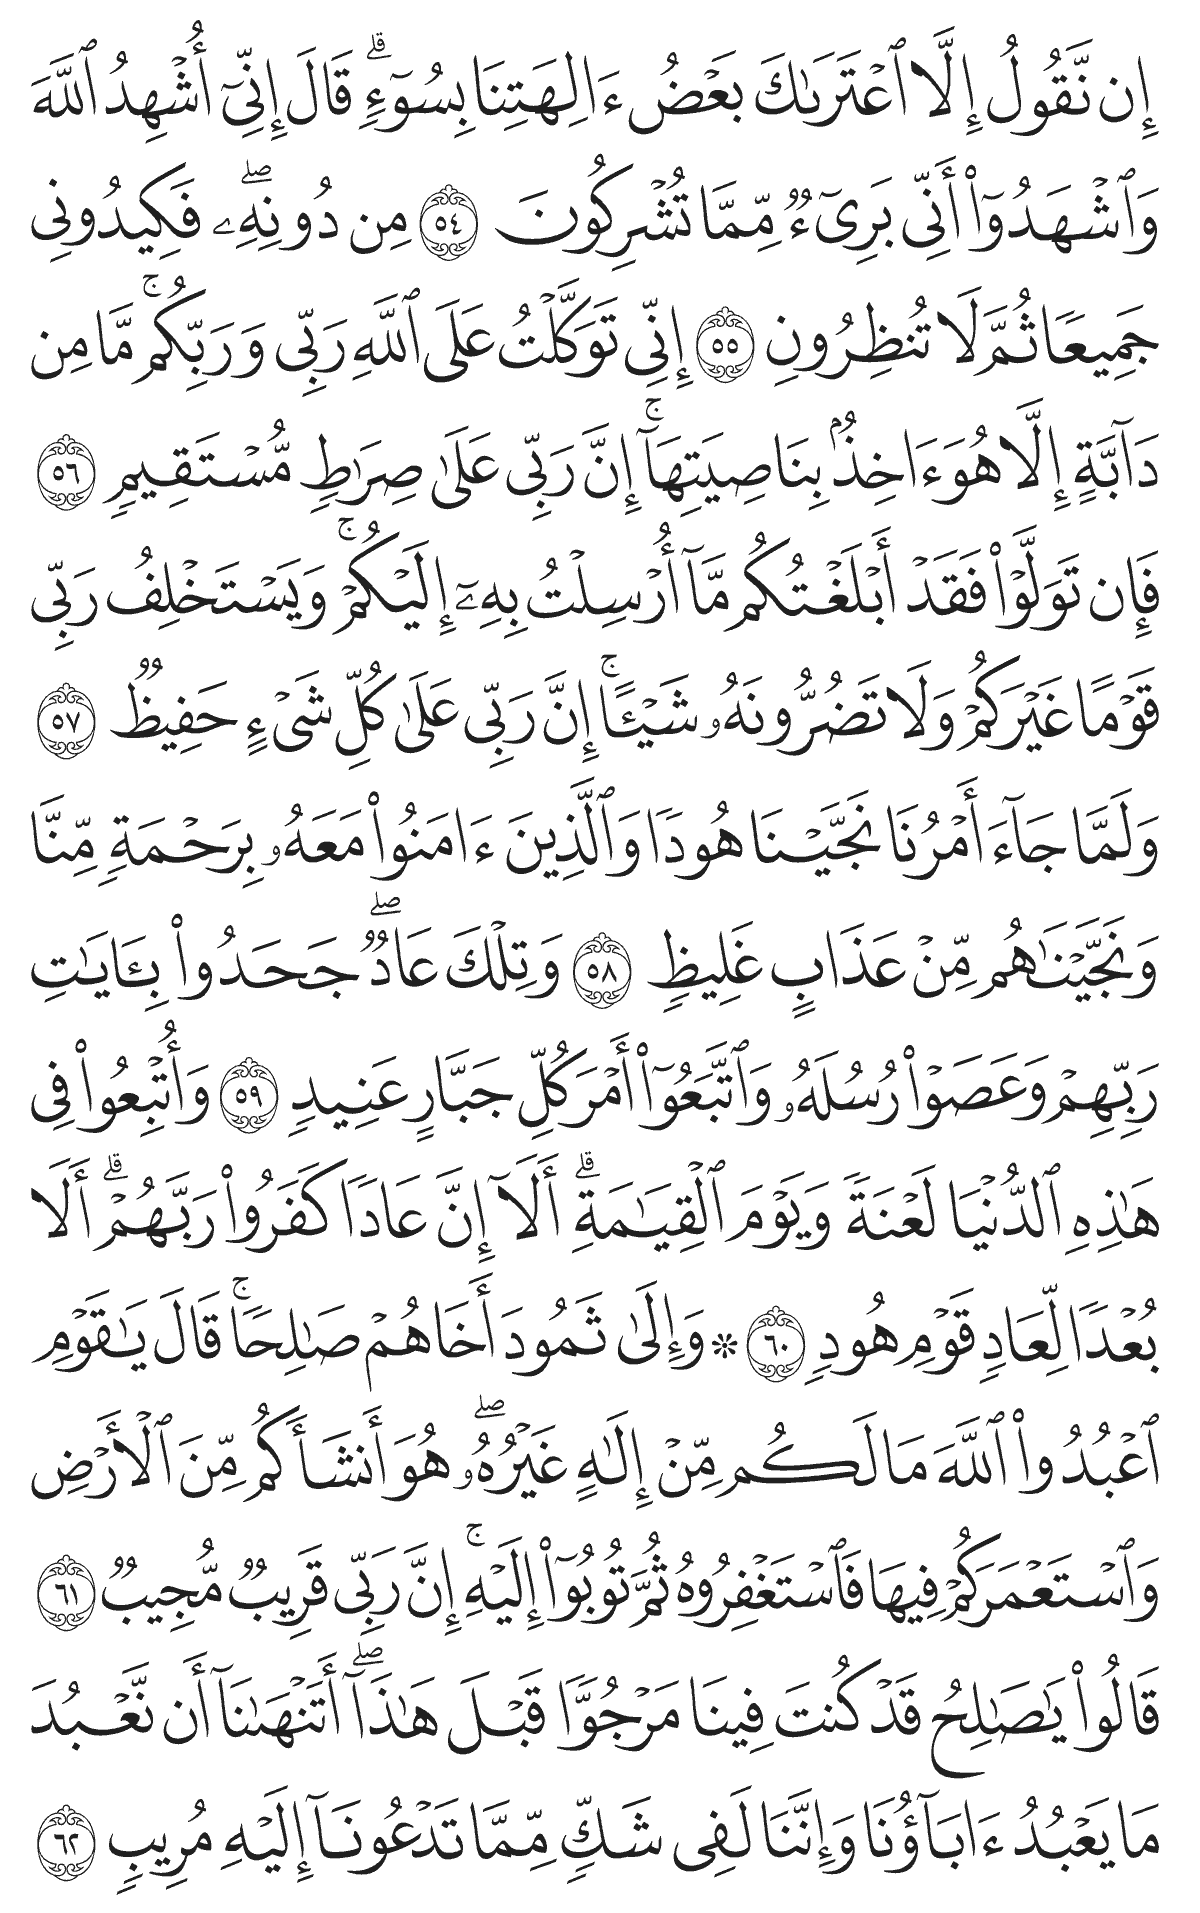 إِن نَّقُولُ إِلَّا ٱعۡتَرَىٰكَ بَعۡضُ ءَالِهَتِنَا بِسُوٓءٖۗ قَالَ إِنِّيٓ أُشۡهِدُ ٱللَّهَ
وَٱشۡهَدُوٓاْ أَنِّي بَرِيٓءٞ مِّمَّا تُشۡرِكُونَ ٥٤ مِن دُونِهِۦۖ فَكِيدُونِي
جَمِيعٗا ثُمَّ لَا تُنظِرُونِ ٥٥ إِنِّي تَوَكَّلۡتُ عَلَى ٱللَّهِ رَبِّي وَرَبِّكُمۚ مَّا مِن
دَآبَّةٍ إِلَّا هُوَ ءَاخِذُۢ بِنَاصِيَتِهَآۚ إِنَّ رَبِّي عَلَىٰ صِرَٰطٖ مُّسۡتَقِيمٖ ٥٦
فَإِن تَوَلَّوۡاْ فَقَدۡ أَبۡلَغۡتُكُم مَّآ أُرۡسِلۡتُ بِهِۦٓ إِلَيۡكُمۡۚ وَيَسۡتَخۡلِفُ رَبِّي
قَوۡمًا غَيۡرَكُمۡ وَلَا تَضُرُّونَهُۥ شَيۡـًٔاۚ إِنَّ رَبِّي عَلَىٰ كُلِّ شَيۡءٍ حَفِيظٞ ٥٧
وَلَمَّا جَآءَ أَمۡرُنَا نَجَّيۡنَا هُودٗا وَٱلَّذِينَ ءَامَنُواْ مَعَهُۥ بِرَحۡمَةٖ مِّنَّا
وَنَجَّيۡنَٰهُم مِّنۡ عَذَابٍ غَلِيظٖ ٥٨ وَتِلۡكَ عَادٞۖ جَحَدُواْ بِـَٔايَٰتِ
رَبِّهِمۡ وَعَصَوۡاْ رُسُلَهُۥ وَٱتَّبَعُوٓاْ أَمۡرَ كُلِّ جَبَّارٍ عَنِيدٖ ٥٩ وَأُتۡبِعُواْ فِي
هَٰذِهِ ٱلدُّنۡيَا لَعۡنَةٗ وَيَوۡمَ ٱلۡقِيَٰمَةِۗ أَلَآ إِنَّ عَادٗا كَفَرُواْ رَبَّهُمۡۗ أَلَا
بُعۡدٗا لِّعَادٖ قَوۡمِ هُودٖ ٦٠ ۞ وَإِلَىٰ ثَمُودَ أَخَاهُمۡ صَٰلِحٗاۚ قَالَ يَٰقَوۡمِ
ٱعۡبُدُواْ ٱللَّهَ مَا لَكُم مِّنۡ إِلَٰهٍ غَيۡرُهُۥۖ هُوَ أَنشَأَكُم مِّنَ ٱلۡأَرۡضِ
وَٱسۡتَعۡمَرَكُمۡ فِيهَا فَٱسۡتَغۡفِرُوهُ ثُمَّ تُوبُوٓاْ إِلَيۡهِۚ إِنَّ رَبِّي قَرِيبٞ مُّجِيبٞ ٦١
قَالُواْ يَٰصَٰلِحُ قَدۡ كُنتَ فِينَا مَرۡجُوّٗا قَبۡلَ هَٰذَآۖ أَتَنۡهَىٰنَآ أَن نَّعۡبُدَ
مَا يَعۡبُدُ ءَابَآؤُنَا وَإِنَّنَا لَفِي شَكّٖ مِّمَّا تَدۡعُونَآ إِلَيۡهِ مُرِيبٖ ٦٢